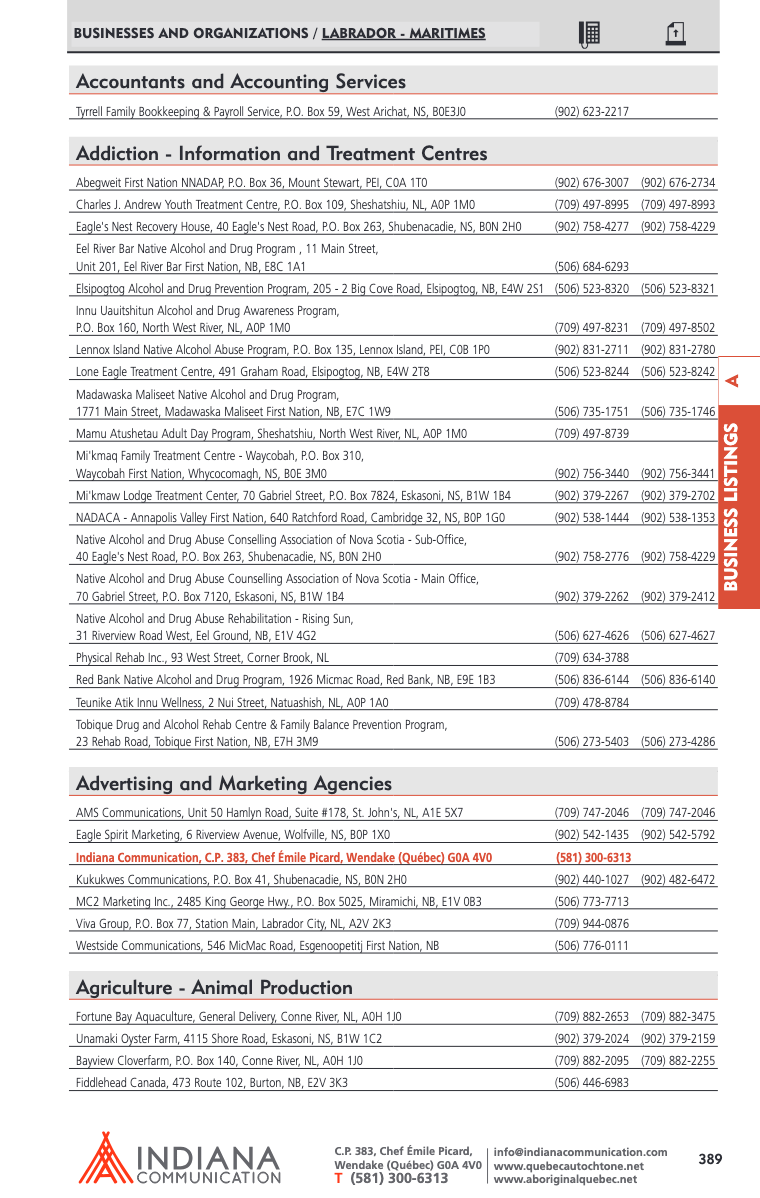 BUSINESSES AND ORGANIZATIONS / LABRADOR - MARITIMES
Accountants and Accounting Services
Tyrrell Family Bookkeeping & Payroll Service, P.O. Box 59, West Arichat, NS, B0E3J0 (902) 623-2217
Addiction - Information and Treatment Centres
Abegweit First Nation NNADAP, P.O. Box 36, Mount Stewart, PEI, C0A 1T0 (902) 676-3007 (902) 676-2734
Charles J. Andrew Youth Treatment Centre, P.O. Box 109, Sheshatshiu, NL, A0P 1M0 (709) 497-8995 (709) 497-8993
Eagle's Nest Recovery House, 40 Eagle's Nest Road, P.O. Box 263, Shubenacadie, NS, B0N 2H0 (902) 758-4277 (902) 758-4229
Eel River Bar Native Alcohol and Drug Program , 11 Main Street,
Unit 201, Eel River Bar First Nation, NB, E8C 1A1 (506) 684-6293
Elsipogtog Alcohol and Drug Prevention Program, 205 - 2 Big Cove Road, Elsipogtog, NB, E4W 2S1 (506) 523-8320 (506) 523-8321
Innu Uauitshitun Alcohol and Drug Awareness Program,
P.O. Box 160, North West River, NL, A0P 1M0 (709) 497-8231 (709) 497-8502
Lennox Island Native Alcohol Abuse Program, P.O. Box 135, Lennox Island, PEI, C0B 1P0 (902) 831-2711 (902) 831-2780
Lone Eagle Treatment Centre, 491 Graham Road, Elsipogtog, NB, E4W 2T8 (506) 523-8244 (506) 523-8242
Madawaska Maliseet Native Alcohol and Drug Program,
1771 Main Street, Madawaska Maliseet First Nation, NB, E7C 1W9 (506) 735-1751 (506) 735-1746
Mamu Atushetau Adult Day Program, Sheshatshiu, North West River, NL, A0P 1M0 (709) 497-8739
Mi'kmaq Family Treatment Centre - Waycobah, P.O. Box 310,
Waycobah First Nation, Whycocomagh, NS, B0E 3M0 (902) 756-3440 (902) 756-3441
Mi'kmaw Lodge Treatment Center, 70 Gabriel Street, P.O. Box 7824, Eskasoni, NS, B1W 1B4 (902) 379-2267 (902) 379-2702
NADACA - Annapolis Valley First Nation, 640 Ratchford Road, Cambridge 32, NS, B0P 1G0 (902) 538-1444 (902) 538-1353
Native Alcohol and Drug Abuse Conselling Association of Nova Scotia - Sub-Office,
40 Eagle's Nest Road, P.O. Box 263, Shubenacadie, NS, B0N 2H0 (902) 758-2776 (902) 758-4229
Native Alcohol and Drug Abuse Counselling Association of Nova Scotia - Main Office,
70 Gabriel Street, P.O. Box 7120, Eskasoni, NS, B1W 1B4 (902) 379-2262 (902) 379-2412
Native Alcohol and Drug Abuse Rehabilitation - Rising Sun,
31 Riverview Road West, Eel Ground, NB, E1V 4G2 (506) 627-4626 (506) 627-4627
Physical Rehab Inc., 93 West Street, Corner Brook, NL (709) 634-3788
Red Bank Native Alcohol and Drug Program, 1926 Micmac Road, Red Bank, NB, E9E 1B3 (506) 836-6144 (506) 836-6140
Teunike Atik Innu Wellness, 2 Nui Street, Natuashish, NL, A0P 1A0 (709) 478-8784
Tobique Drug and Alcohol Rehab Centre & Family Balance Prevention Program,
23 Rehab Road, Tobique First Nation, NB, E7H 3M9 (506) 273-5403 (506) 273-4286
Advertising and Marketing Agencies
AMS Communications, Unit 50 Hamlyn Road, Suite #178, St. John's, NL, A1E 5X7 (709) 747-2046 (709) 747-2046
Eagle Spirit Marketing, 6 Riverview Avenue, Wolfville, NS, B0P 1X0 (902) 542-1435 (902) 542-5792
Indiana Communication, C.P. 383, Chef Émile Picard, Wendake (Québec) G0A 4V0 (581) 300-6313
Kukukwes Communications, P.O. Box 41, Shubenacadie, NS, B0N 2H0 (902) 440-1027 (902) 482-6472
MC2 Marketing Inc., 2485 King George Hwy., P.O. Box 5025, Miramichi, NB, E1V 0B3 (506) 773-7713
Viva Group, P.O. Box 77, Station Main, Labrador City, NL, A2V 2K3 (709) 944-0876
Westside Communications, 546 MicMac Road, Esgenoopetitj First Nation, NB (506) 776-0111
Agriculture - Animal Production
Fortune Bay Aquaculture, General Delivery, Conne River, NL, A0H 1J0 (709) 882-2653 (709) 882-3475
Unamaki Oyster Farm, 4115 Shore Road, Eskasoni, NS, B1W 1C2 (902) 379-2024 (902) 379-2159
Bayview Cloverfarm, P.O. Box 140, Conne River, NL, A0H 1J0 (709) 882-2095 (709) 882-2255
Fiddlehead Canada, 473 Route 102, Burton, NB, E2V 3K3 (506) 446-6983
A
BUSINESS LISTINGS
INDIANA
COMMUNICATION
C.P. 383, Chef Émile Picard,
Wendake (Québec) G0A 4V0
T (581) 300-6313
info@indianacommunication.com
www.quebecautochtone.net
www.aboriginalquebec.net
389